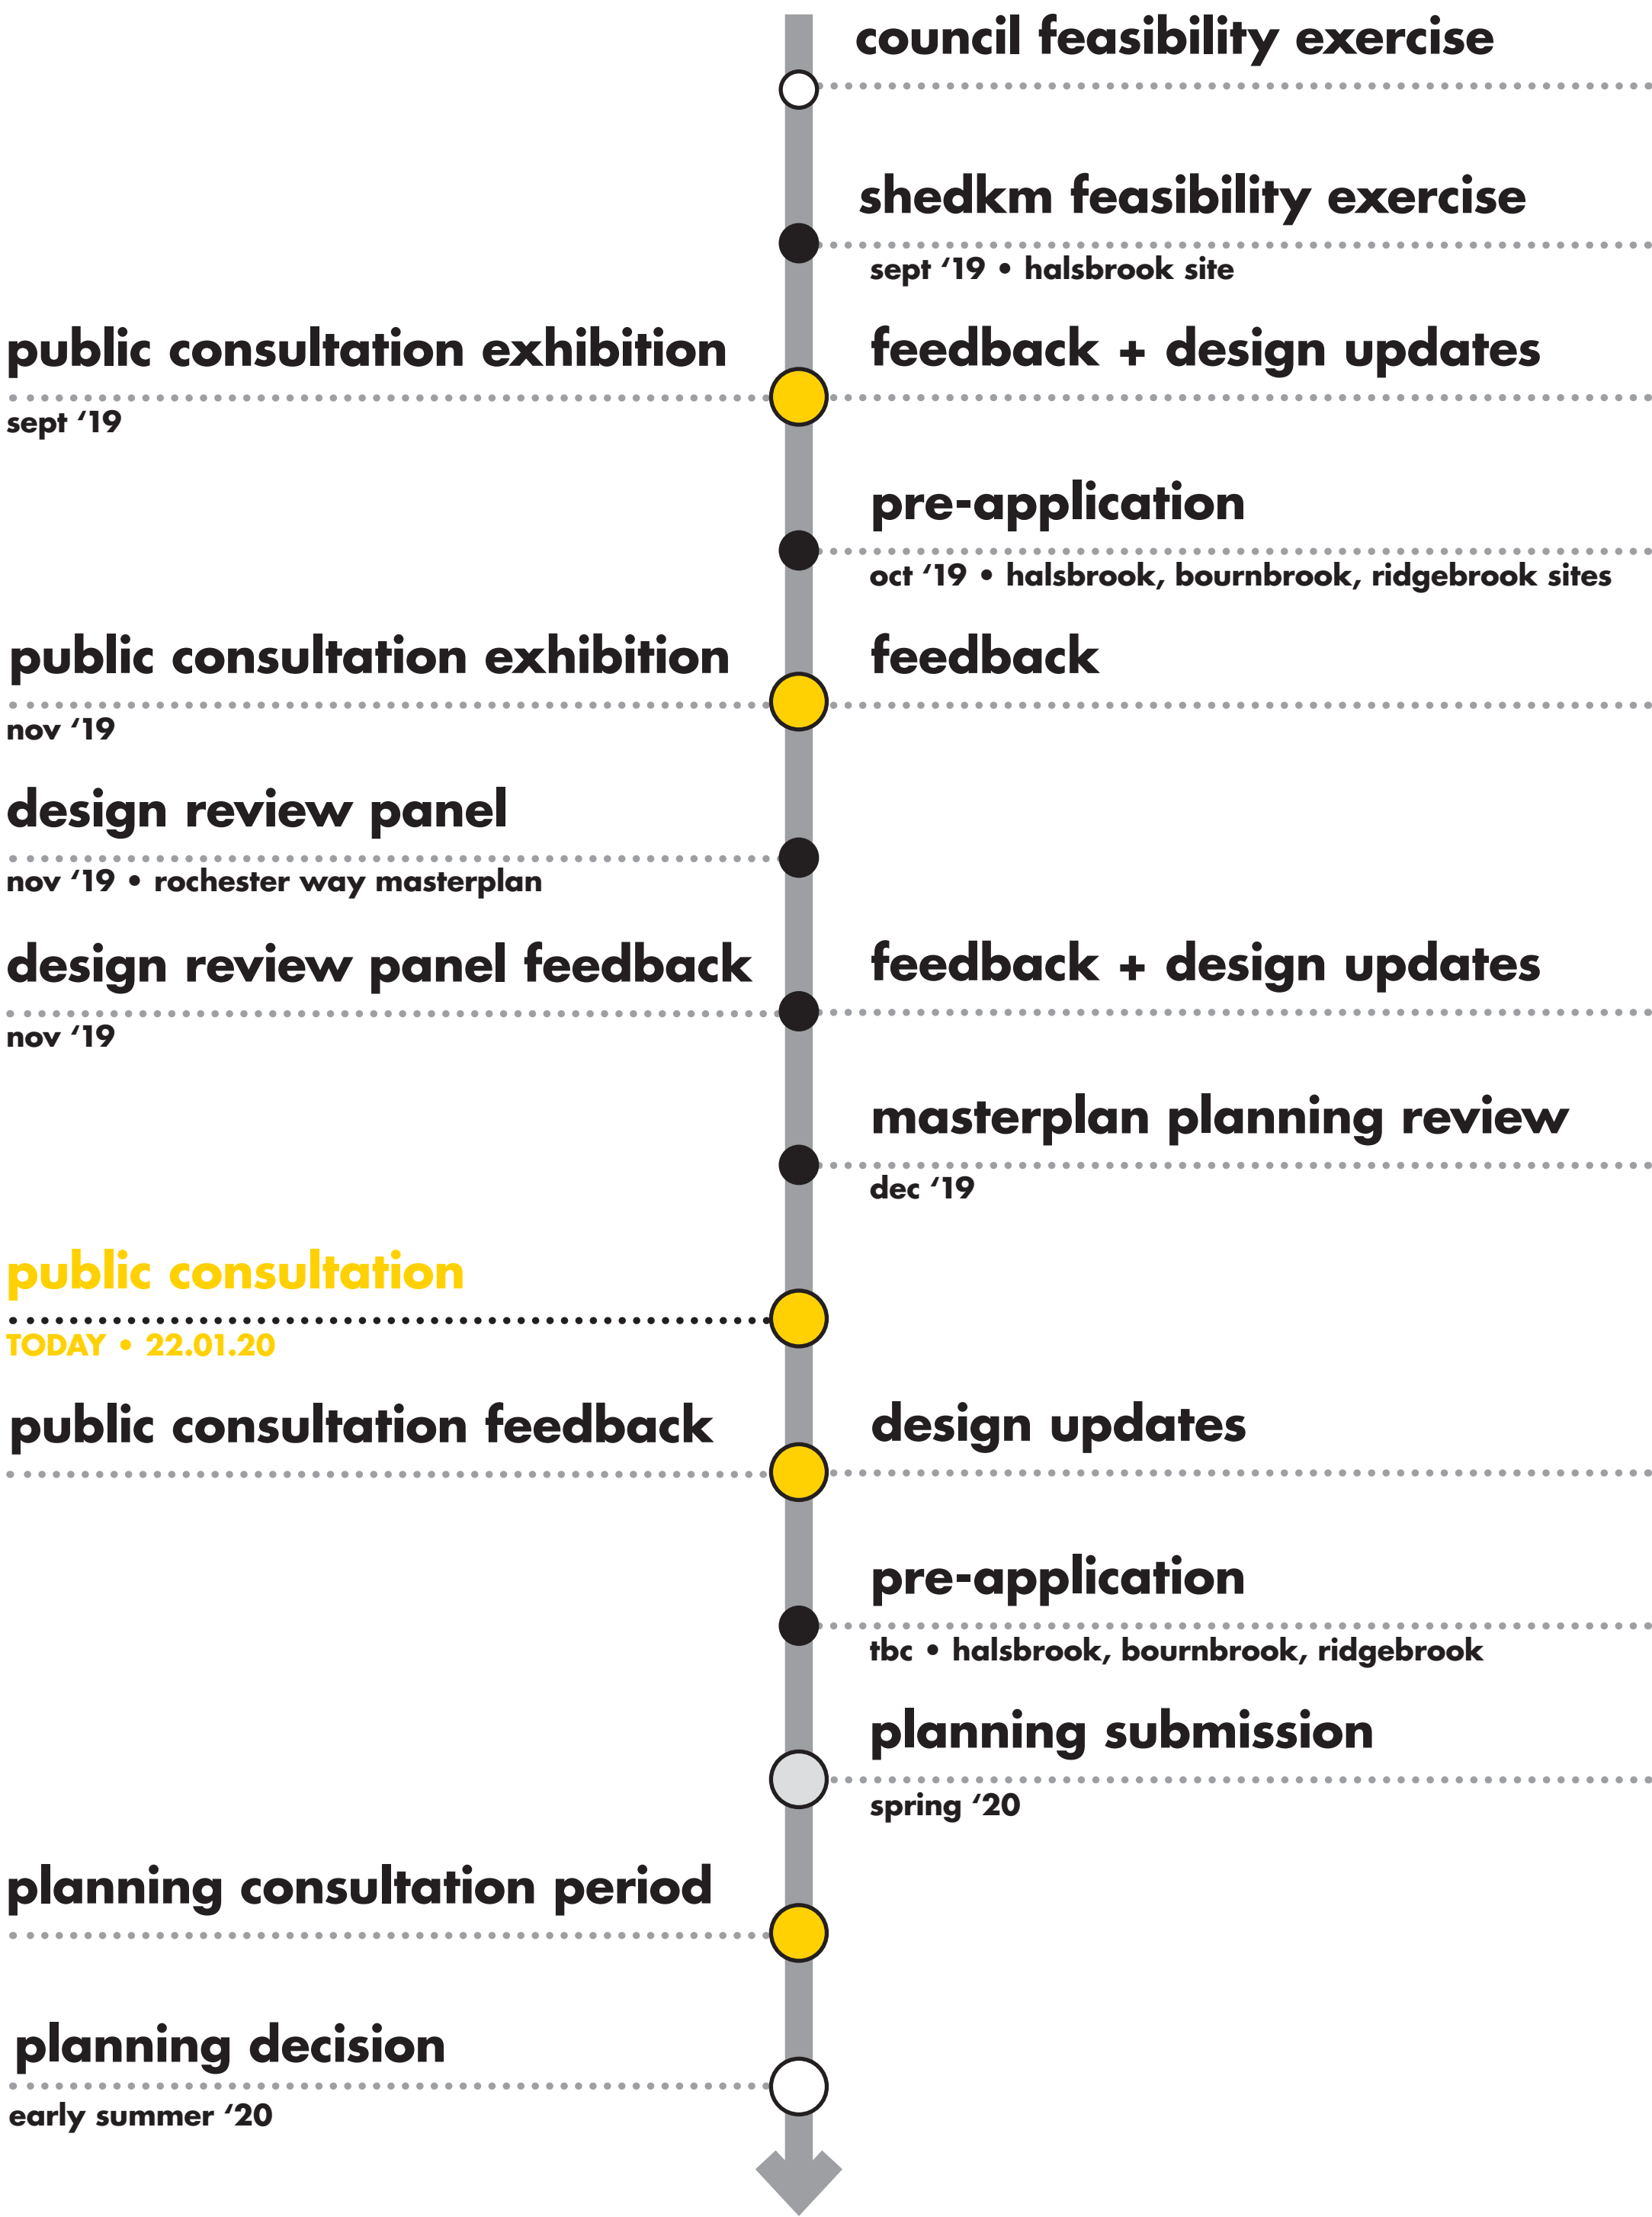 council feasibility exercise
shedkm feasibility exercise
sept ‘19 • halsbrook site
public consultation exhibition
sept ‘19
feedback + design updates
pre-application
oct ‘19 • halsbrook, bournbrook, ridgebrook sites
public consultation exhibition
nov ‘19
feedback
design review panel
nov ‘19 • rochester way masterplan
design review panel feedback
nov ‘19
feedback + design updates
masterplan planning review
dec ‘19
public consultation
TODAY • 22.01.20
public consultation feedback
design updates
pre-application
tbc • halsbrook, bournbrook, ridgebrook
planning submission
spring ‘20
planning consultation period
planning decision
early summer ‘20